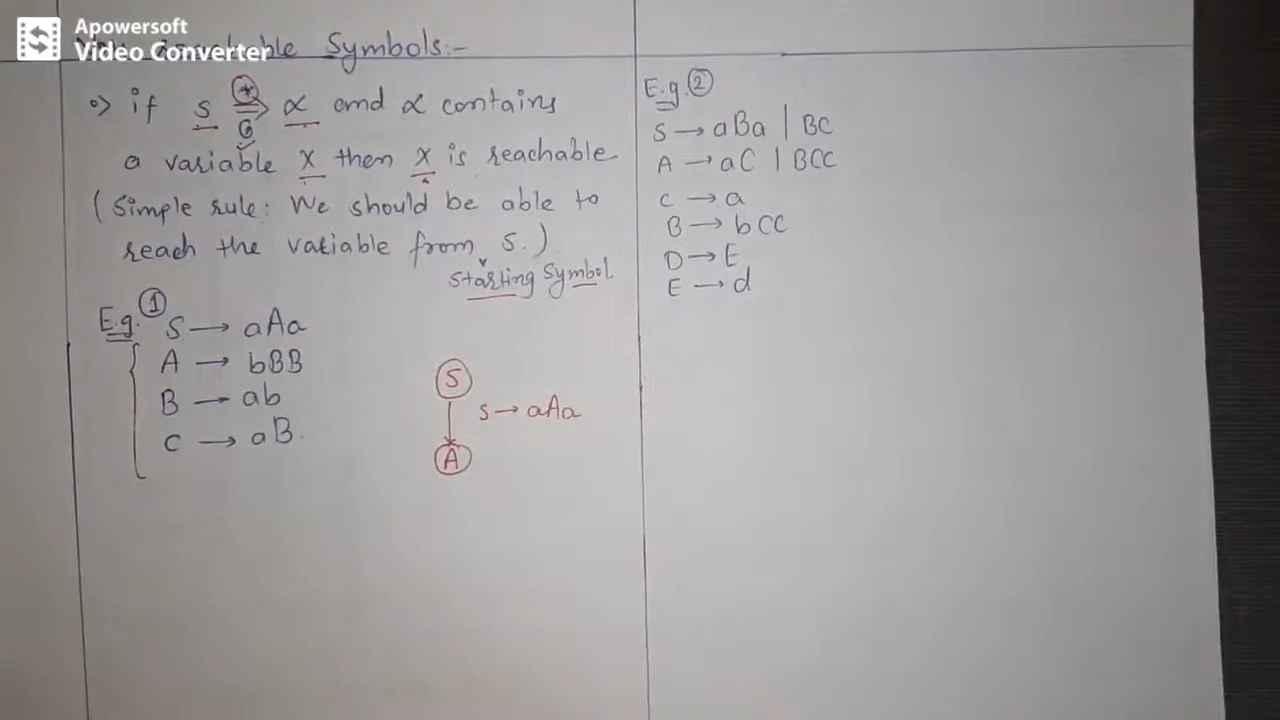 Apowersoft
Video Converter
Symbols:-
if S ⇒ α and α contains
*
G
a variable X then X is reachable
(Simple rule: We should be able to
reach the variable from S.)
Starting Symbol
E.g. ①
S → aAa
A → bBB
B → ab
C → aB.
S
S → aAa
A
E.g. ②
S → aBa | BC
A → aC | BCC
C → a
B → bCC
D → E
E → d